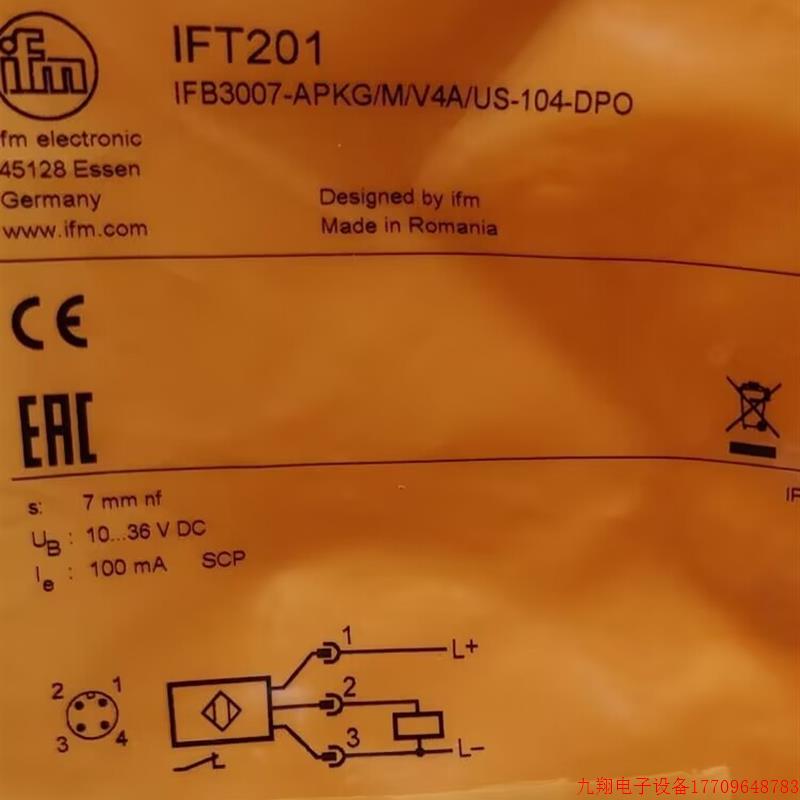 ifm
IFT201
IFB3007-APKG/M/V4A/US-104-DPO
fm electronic
45128 Essen
Germany
www.ifm.com
Designed by ifm
Made in Romania
CE
EAC
s: 7 mm nf
UB : 10...36 V DC
Ie : 100 mA SCP
IP
1
L+
2
3
L-
2 1
3 4
九翔电子设备17709648783